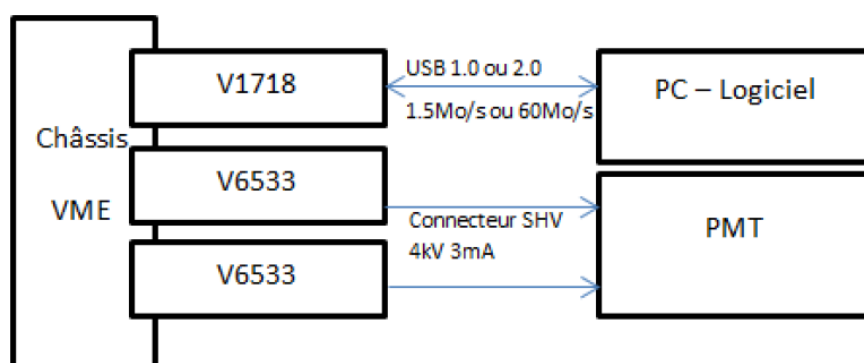 Châssis
VME
V1718
V6533
V6533
USB 1.0 ou 2.0
1.5Mo/s ou 60Mo/s
Connecteur SHV
4kV 3mA
PC – Logiciel
PMT